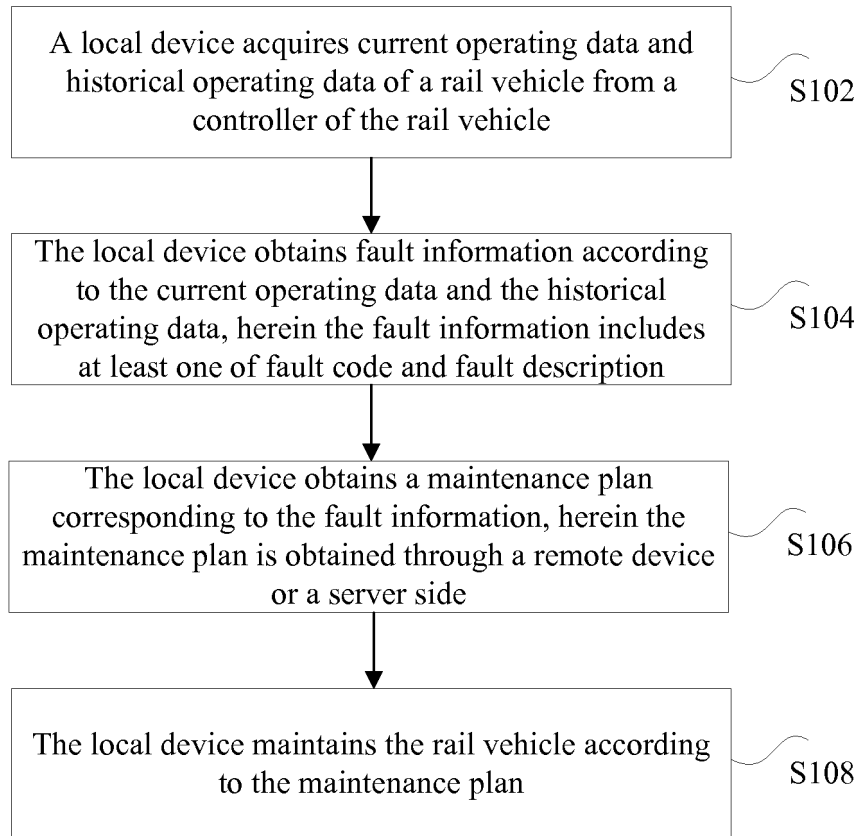 A local device acquires current operating data and
historical operating data of a rail vehicle from a
controller of the rail vehicle
S102
The local device obtains fault information according
to the current operating data and the historical
operating data, herein the fault information includes
at least one of fault code and fault description
S104
The local device obtains a maintenance plan
corresponding to the fault information, herein the
maintenance plan is obtained through a remote device
or a server side
S106
The local device maintains the rail vehicle according
to the maintenance plan
S108